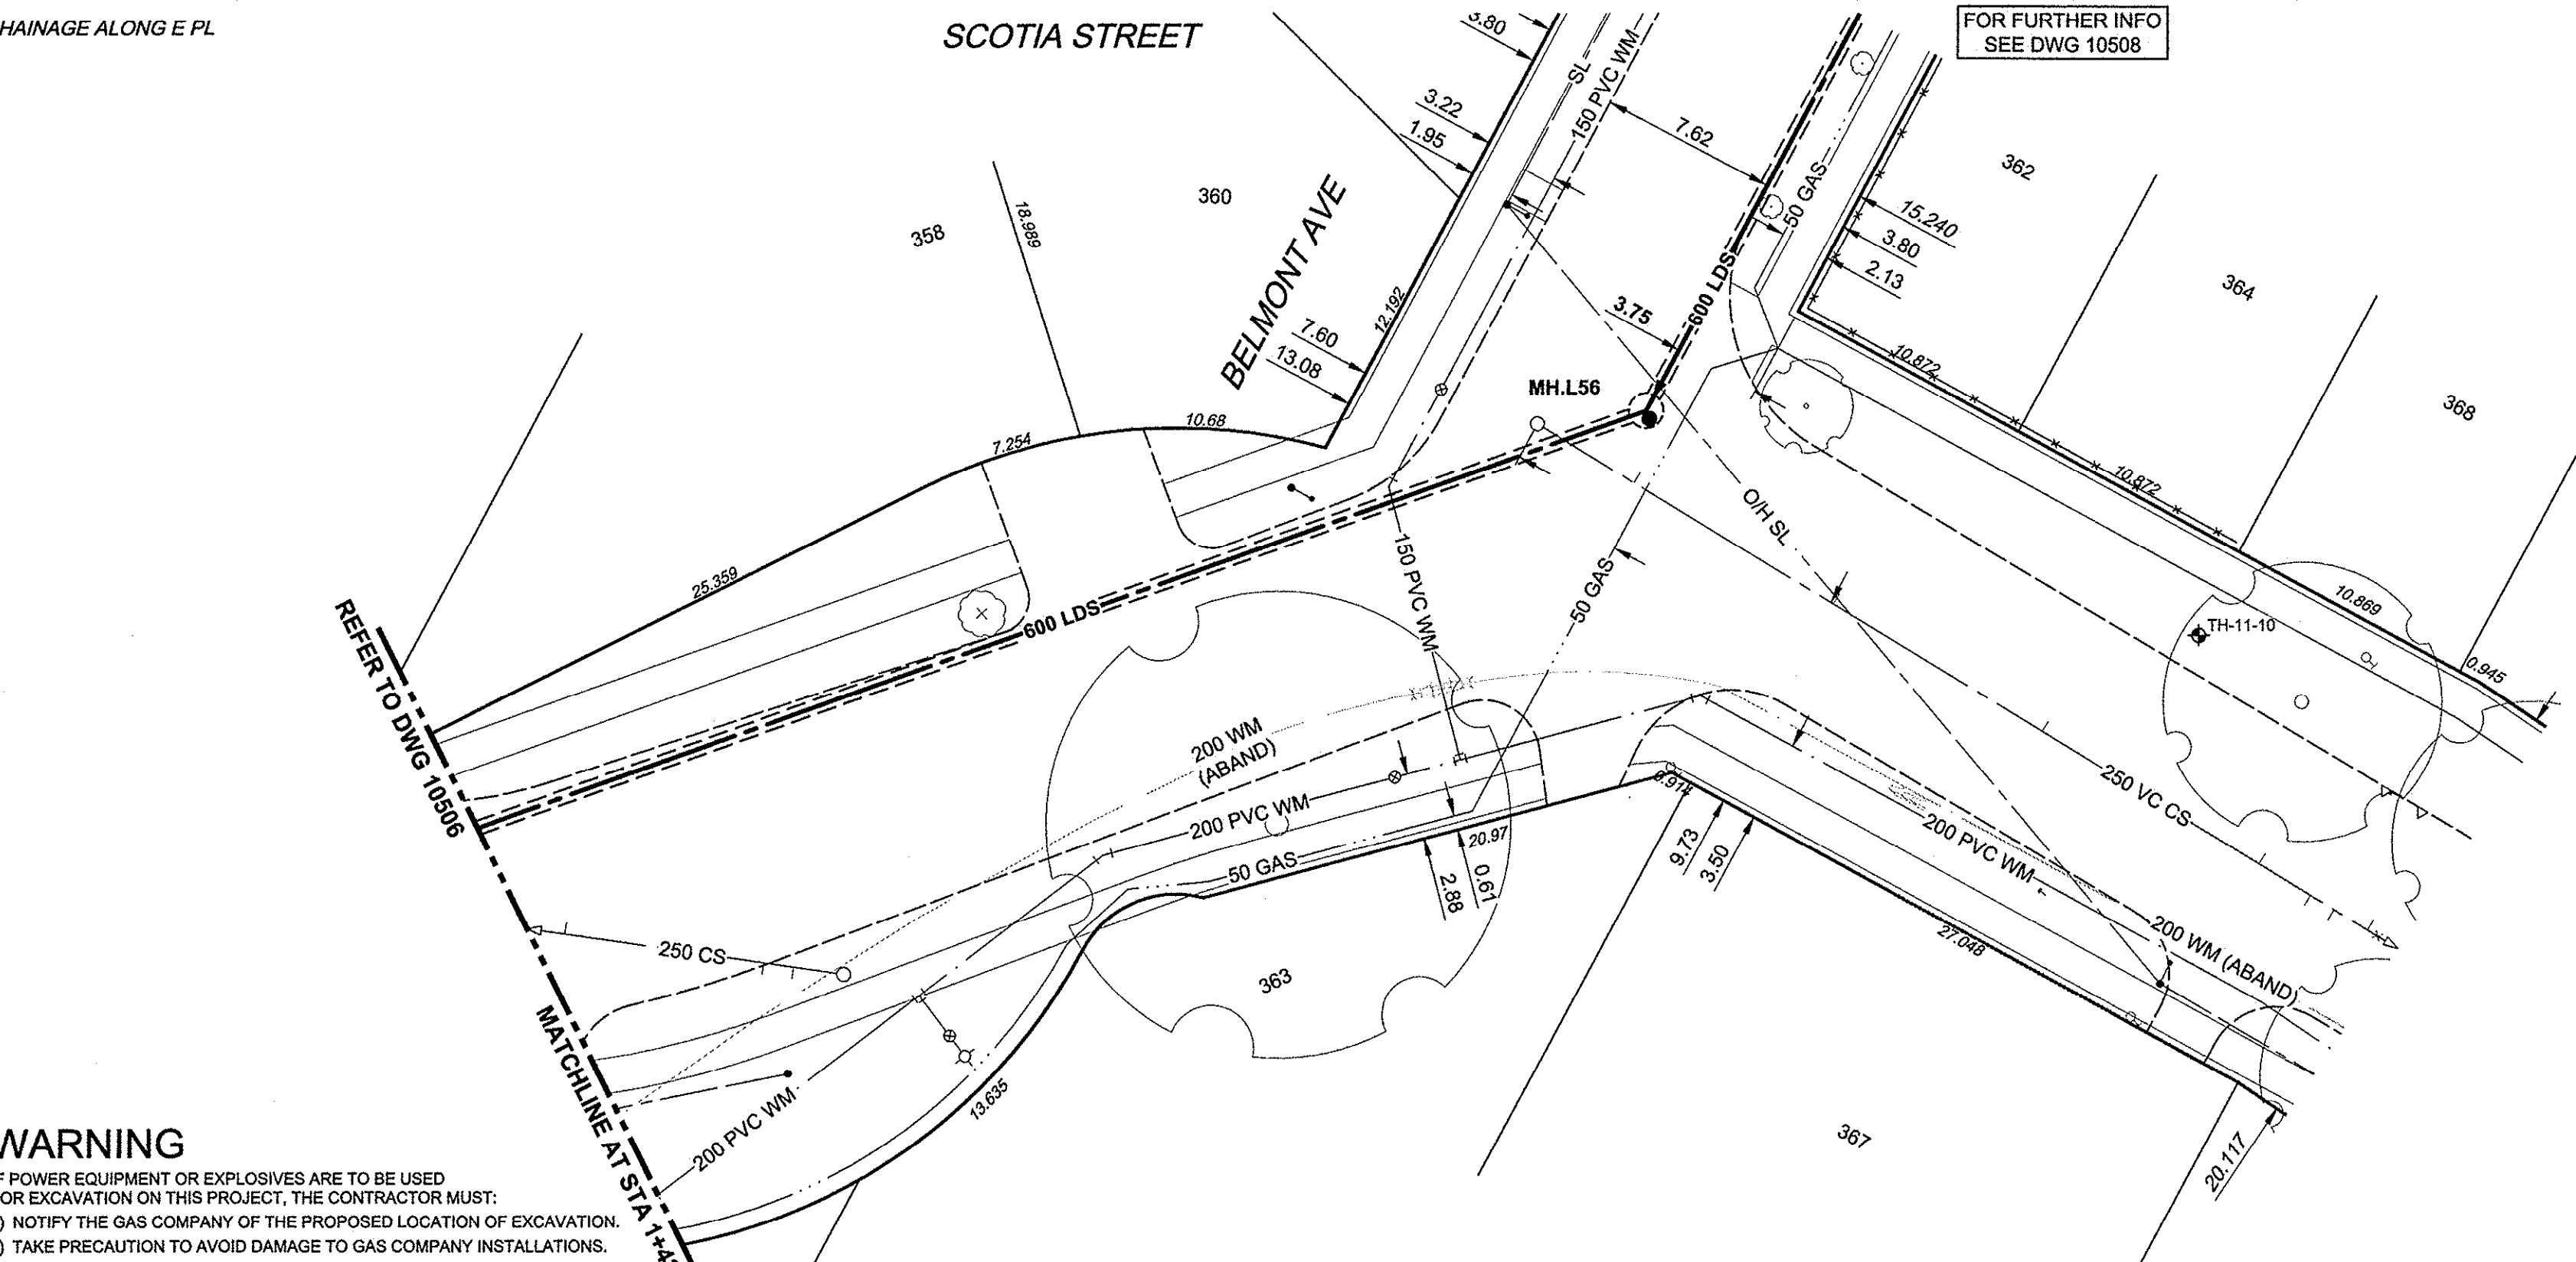 HAINAGE ALONG E PL
SCOTIA STREET
FOR FURTHER INFO
SEE DWG 10508
3.80
3.22
1.95
SL
150 PVC WM
7.62
50 GAS
362
15.240
3.80
2.13
364
368
358
18.989
360
BELMONT AVE
12.192
7.60
13.08
3.75
600 LDS
MH.L56
10.872
10.872
10.869
0.945
TH-11-10
7.254
10.68
25.359
600 LDS
150 PVC WM
50 GAS
O/H SL
REFER TO DWG 10506
200 WM
(ABAND)
200 PVC WM
50 GAS
20.97
0.61
2.88
0.914
9.73
3.50
250 VC CS
200 PVC WM
200 WM (ABAND)
27.048
250 CS
363
367
13.635
200 PVC WM
20.117
MATCHLINE AT STA 1+4
WARNING
F POWER EQUIPMENT OR EXPLOSIVES ARE TO BE USED
OR EXCAVATION ON THIS PROJECT, THE CONTRACTOR MUST:
) NOTIFY THE GAS COMPANY OF THE PROPOSED LOCATION OF EXCAVATION.
) TAKE PRECAUTION TO AVOID DAMAGE TO GAS COMPANY INSTALLATIONS.